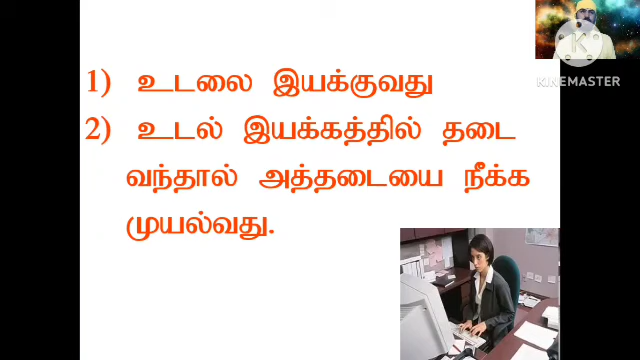 KINEMASTER
1) உடலை இயக்குவது
2) உடல் இயக்கத்தில் தடை
வந்தால் அத்தடையை நீக்க
முயல்வது.